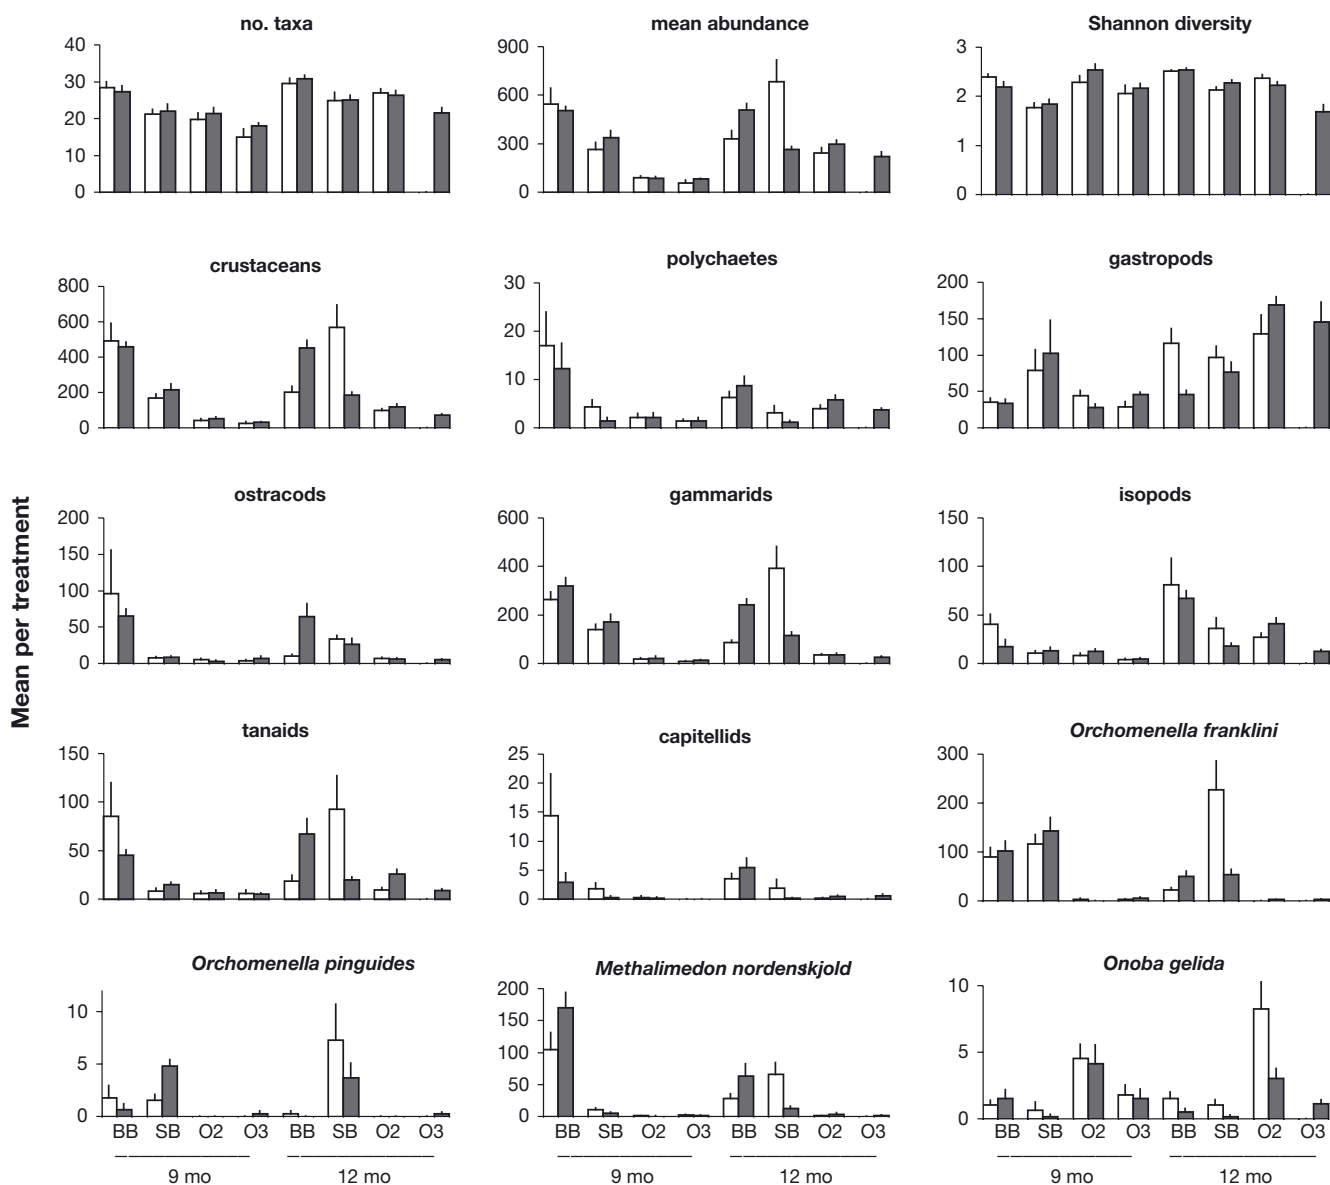 no. taxa
40
30
20
10
0
mean abundance
900
600
300
0
Shannon diversity
3
2
1
0
crustaceans
800
600
400
200
0
polychaetes
30
20
10
0
gastropods
200
150
100
50
0
Mean per treatment
ostracods
200
150
100
50
0
gammarids
600
400
200
0
isopods
150
100
50
0
tanaids
150
100
50
0
capitellids
25
20
15
10
5
0
Orchomenella franklini
300
200
100
0
Orchomenella pinguides
10
5
0
BB SB O2 O3 BB SB O2 O3
9 mo 12 mo
Methalimedon nordenskjold
200
150
100
50
0
BB SB O2 O3 BB SB O2 O3
9 mo 12 mo
Onoba gelida
10
5
0
BB SB O2 O3 BB SB O2 O3
9 mo 12 mo